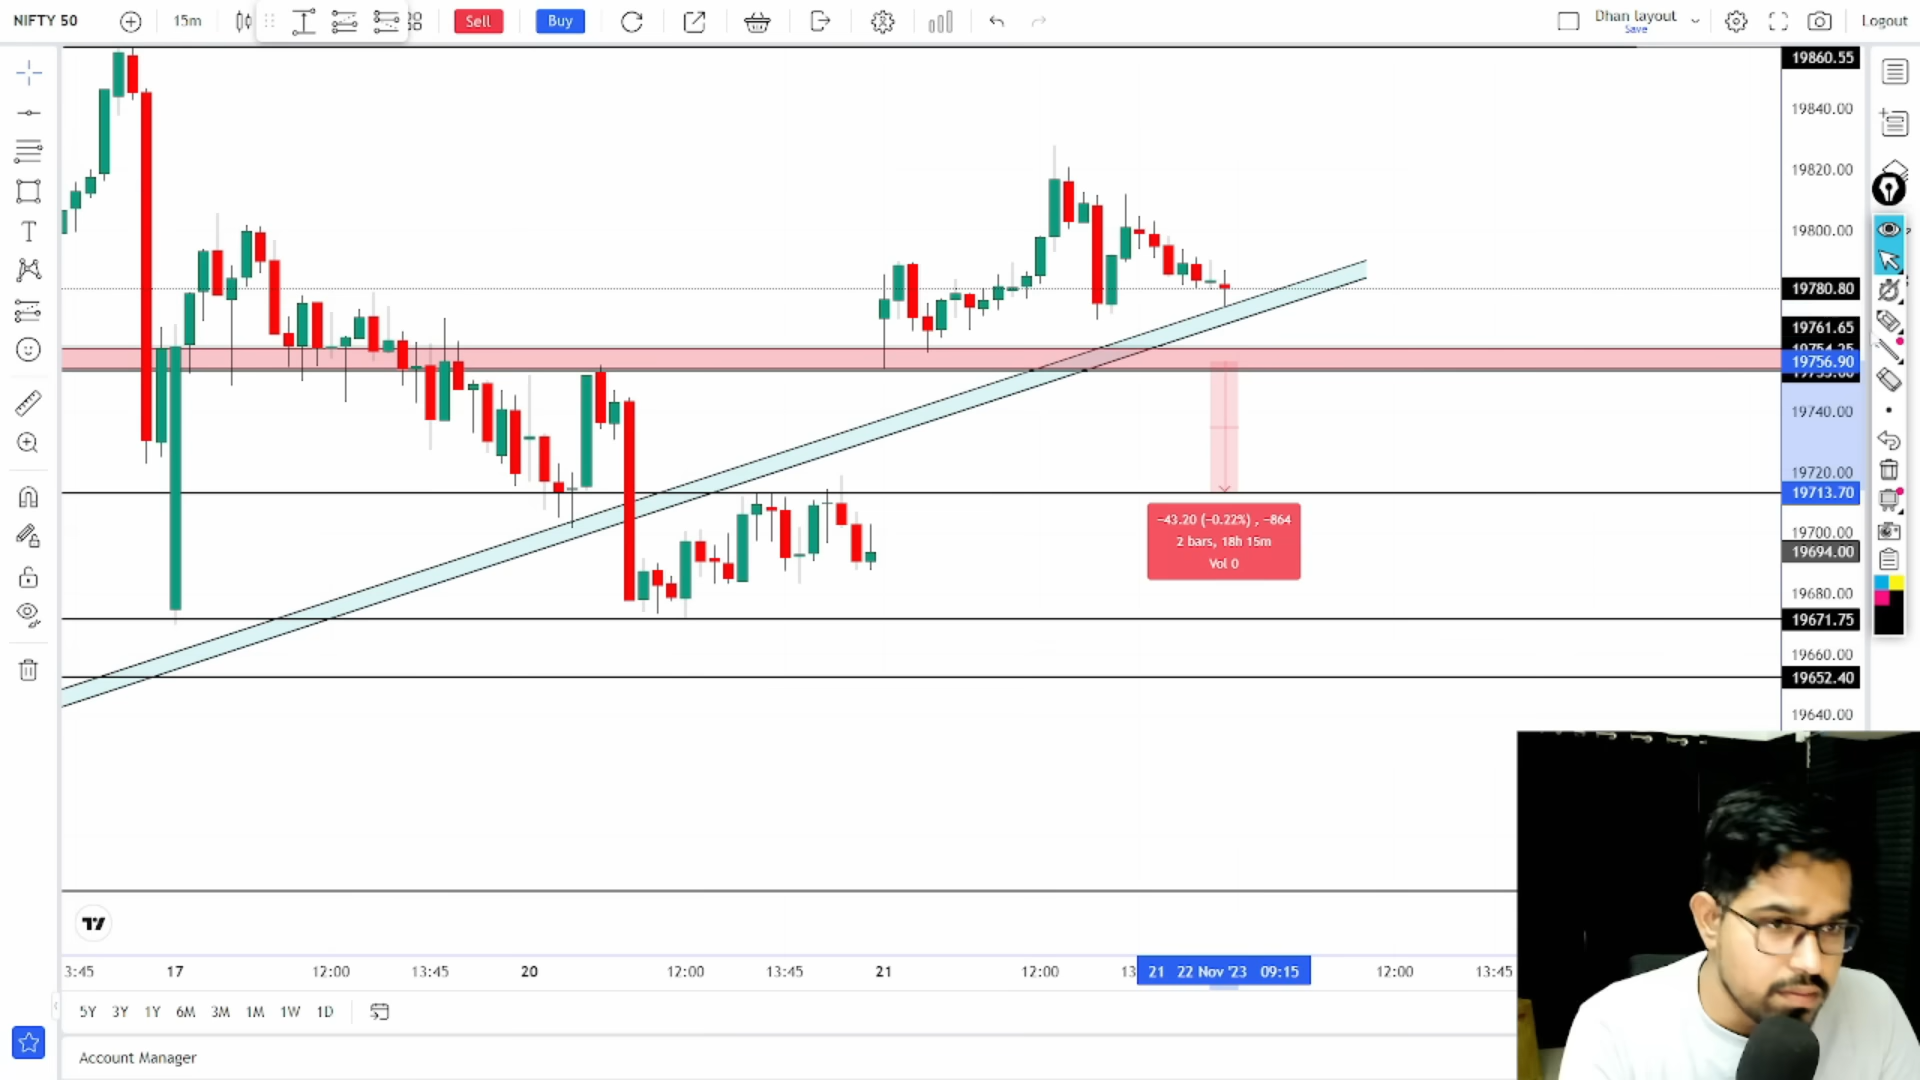 NIFTY 50
15m
Sell
Buy
Dhan layout
Save
Logout
19860.55
19840.00
19820.00
19800.00
19780.80
19761.65
19754.25
19756.90
19740.00
19720.00
19713.70
19700.00
19694.00
19680.00
19671.75
19660.00
19652.40
19640.00
−43.20 (−0.22%) , −864
2 bars, 18h 15m
Vol 0
3:45
17
12:00
13:45
20
12:00
13:45
21
12:00
13
21 22 Nov '23 09:15
12:00
13:45
5Y 3Y 1Y 6M 3M 1M 1W 1D
Account Manager